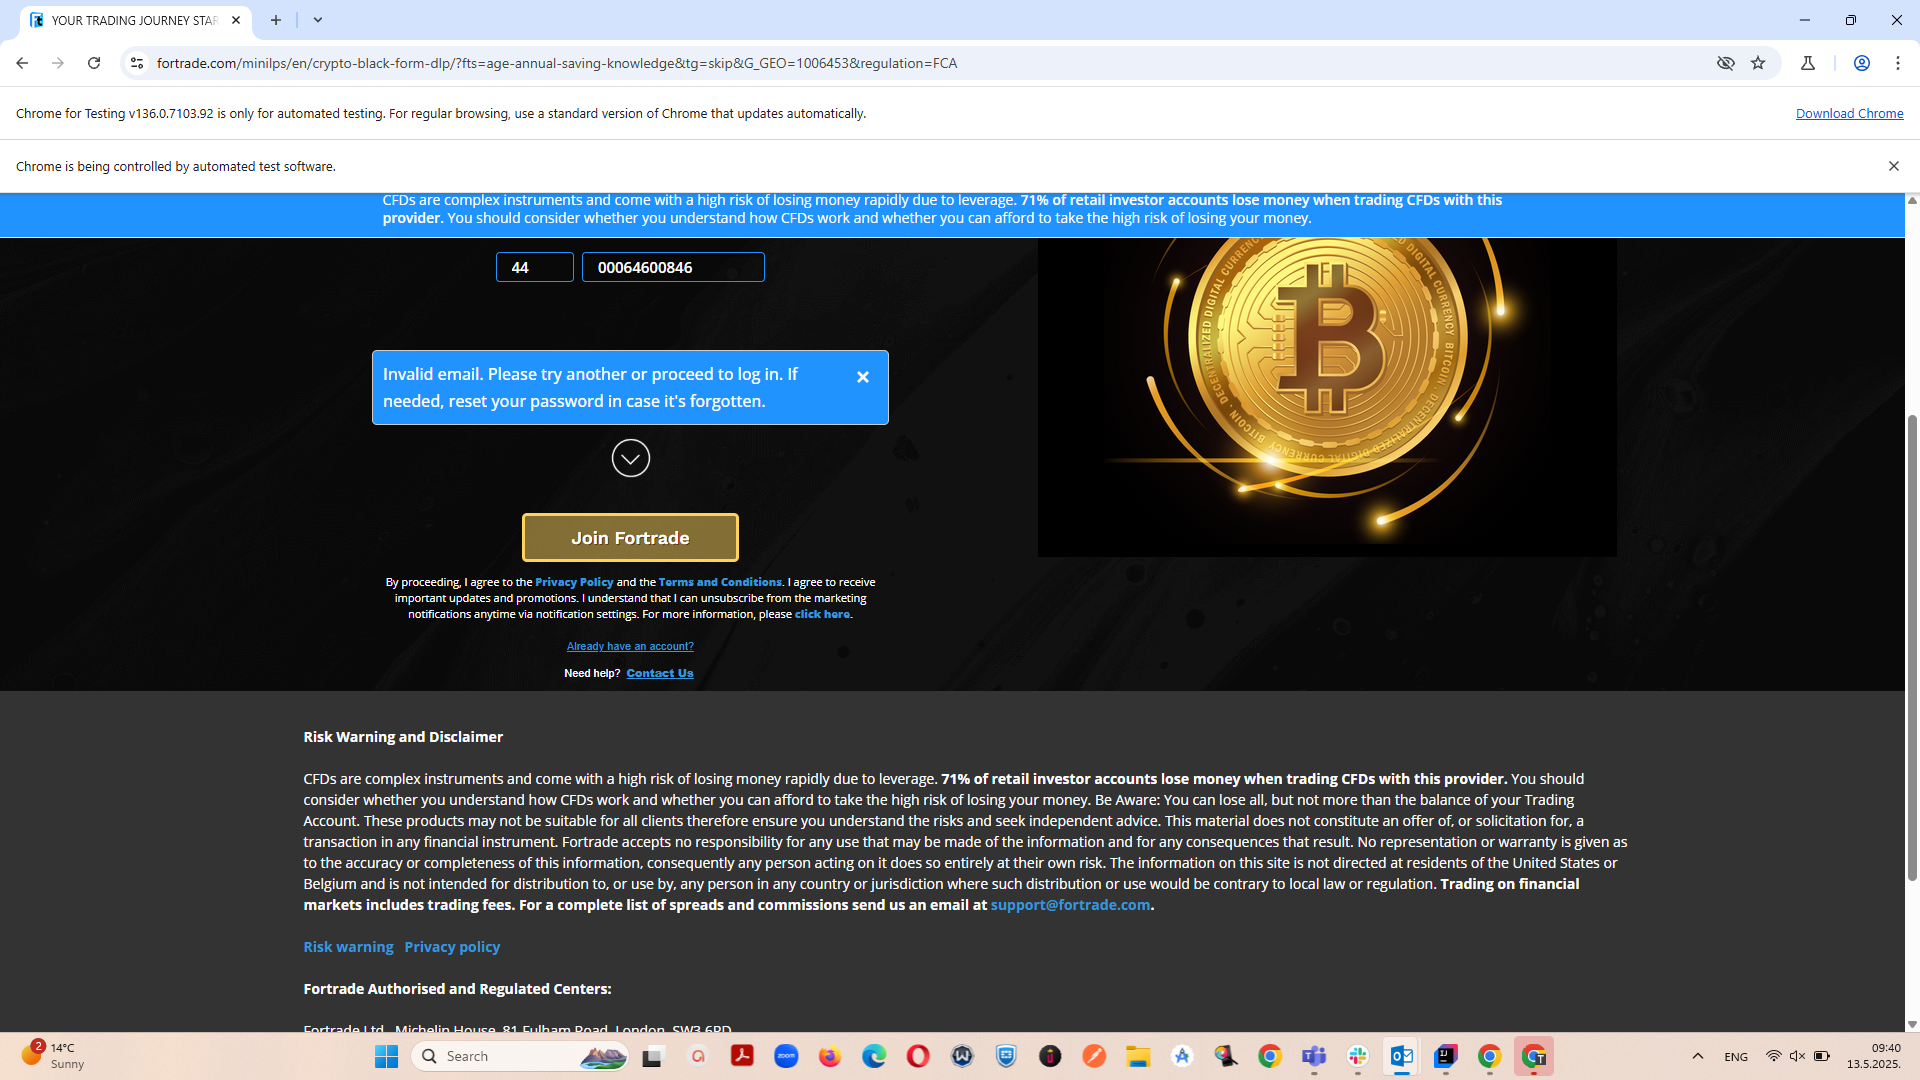 YOUR TRADING JOURNEY STAR
fortrade.com/minilps/en/crypto-black-form-dlp/?fts=age-annual-saving-knowledge&tg=skip&G_GEO=1006453&regulation=FCA
Chrome for Testing v136.0.7103.92 is only for automated testing. For regular browsing, use a standard version of Chrome that updates automatically.
Download Chrome
Chrome is being controlled by automated test software.
CFDs are complex instruments and come with a high risk of losing money rapidly due to leverage. 71% of retail investor accounts lose money when trading CFDs with this
provider. You should consider whether you understand how CFDs work and whether you can afford to take the high risk of losing your money.
44
00064600846
Invalid email. Please try another or proceed to log in. If
needed, reset your password in case it's forgotten.
Join Fortrade
By proceeding, I agree to the Privacy Policy and the Terms and Conditions. I agree to receive
important updates and promotions. I understand that I can unsubscribe from the marketing
notifications anytime via notification settings. For more information, please click here.
Already have an account?
Need help? Contact Us
DIGITAL CURRENCY
BITCOIN
DECENTRALIZED DIGITAL CURRENCY
BITCOIN
DECENTRALIZED
Risk Warning and Disclaimer
CFDs are complex instruments and come with a high risk of losing money rapidly due to leverage. 71% of retail investor accounts lose money when trading CFDs with this provider. You should
consider whether you understand how CFDs work and whether you can afford to take the high risk of losing your money. Be Aware: You can lose all, but not more than the balance of your Trading
Account. These products may not be suitable for all clients therefore ensure you understand the risks and seek independent advice. This material does not constitute an offer of, or solicitation for, a
transaction in any financial instrument. Fortrade accepts no responsibility for any use that may be made of the information and for any consequences that result. No representation or warranty is given as
to the accuracy or completeness of this information, consequently any person acting on it does so entirely at their own risk. The information on this site is not directed at residents of the United States or
Belgium and is not intended for distribution to, or use by, any person in any country or jurisdiction where such distribution or use would be contrary to local law or regulation. Trading on financial
markets includes trading fees. For a complete list of spreads and commissions send us an email at support@fortrade.com.
Risk warning Privacy policy
Fortrade Authorised and Regulated Centers:
Fortrade Ltd., Michelin House, 81 Fulham Road, London, SW3 6RD
2
14°C
Sunny
Search
zoom
ENG
09:40
13.5.2025.